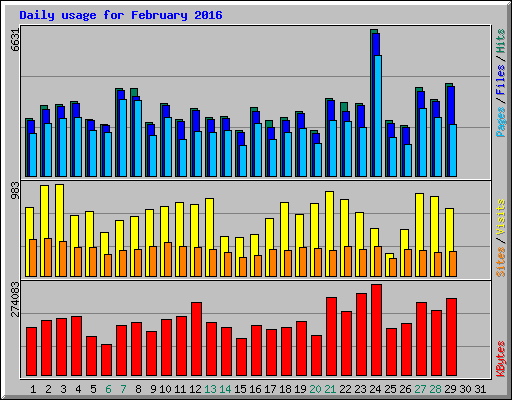 Daily usage for February 2016
6631
Pages / Files / Hits
983
Sites / Visits
274083
KBytes
1 2 3 4 5 6 7 8 9 10 11 12 13 14 15 16 17 18 19 20 21 22 23 24 25 26 27 28 29 30 31